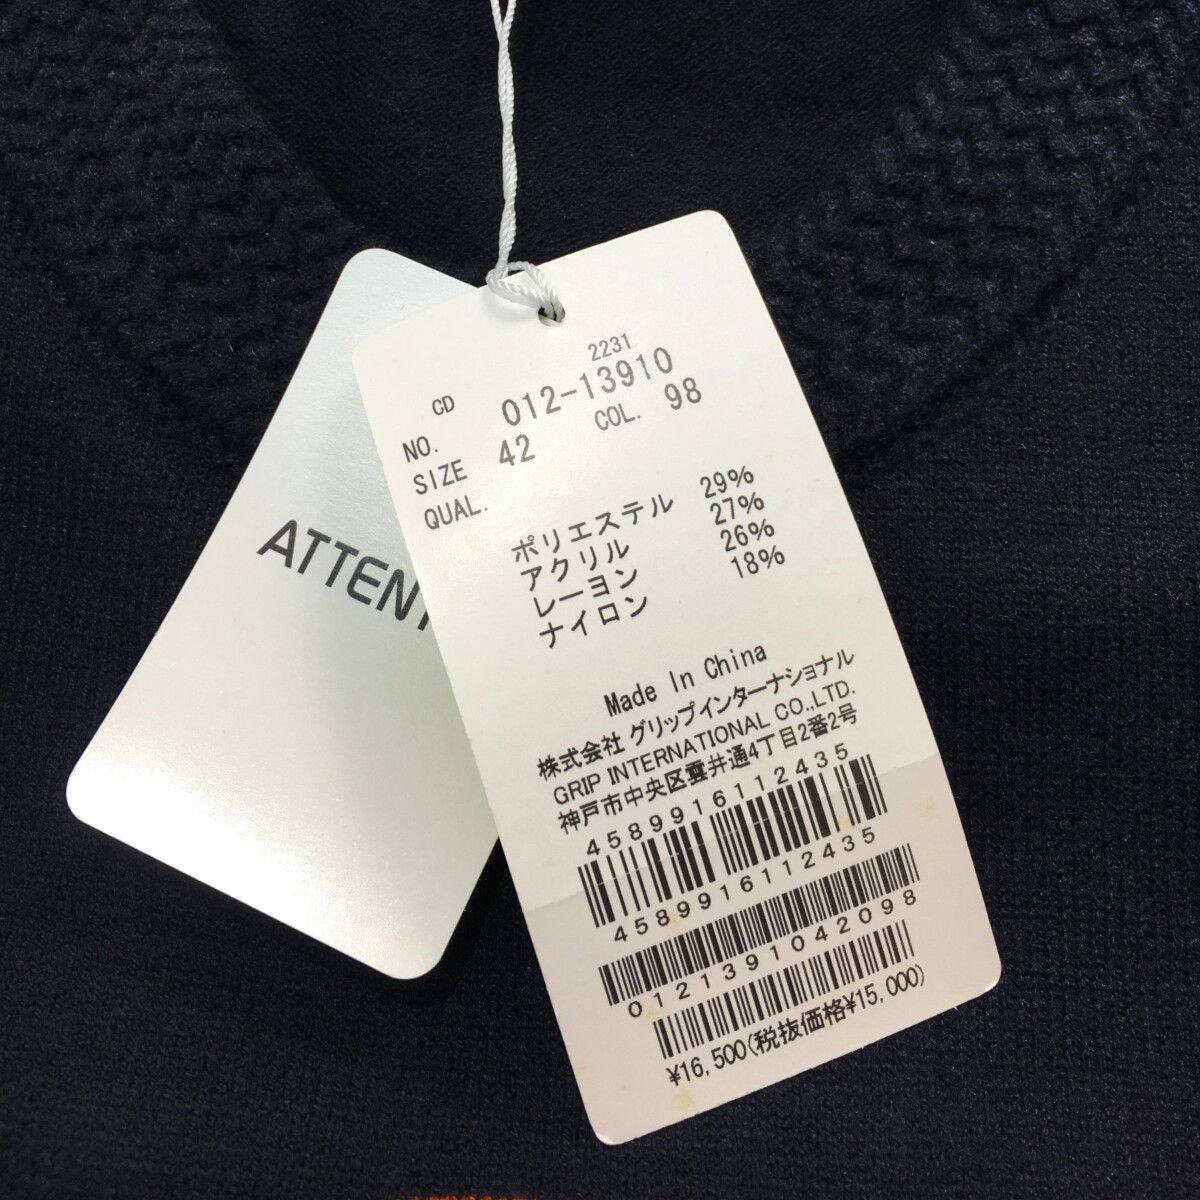 2231
CD
NO. 012-13910
SIZE 42 COL. 98
QUAL.
ポリエステル 29%
アクリル 27%
レーヨン 26%
ナイロン 18%
Made In China
株式会社 グリップインターナショナル
GRIP INTERNATIONAL CO.,LTD.
神戸市中央区雲井通4丁目2番2号
4589916112435
4589916112435
0121391042098
¥16,500(税抜価格¥15,000)
ATTENT